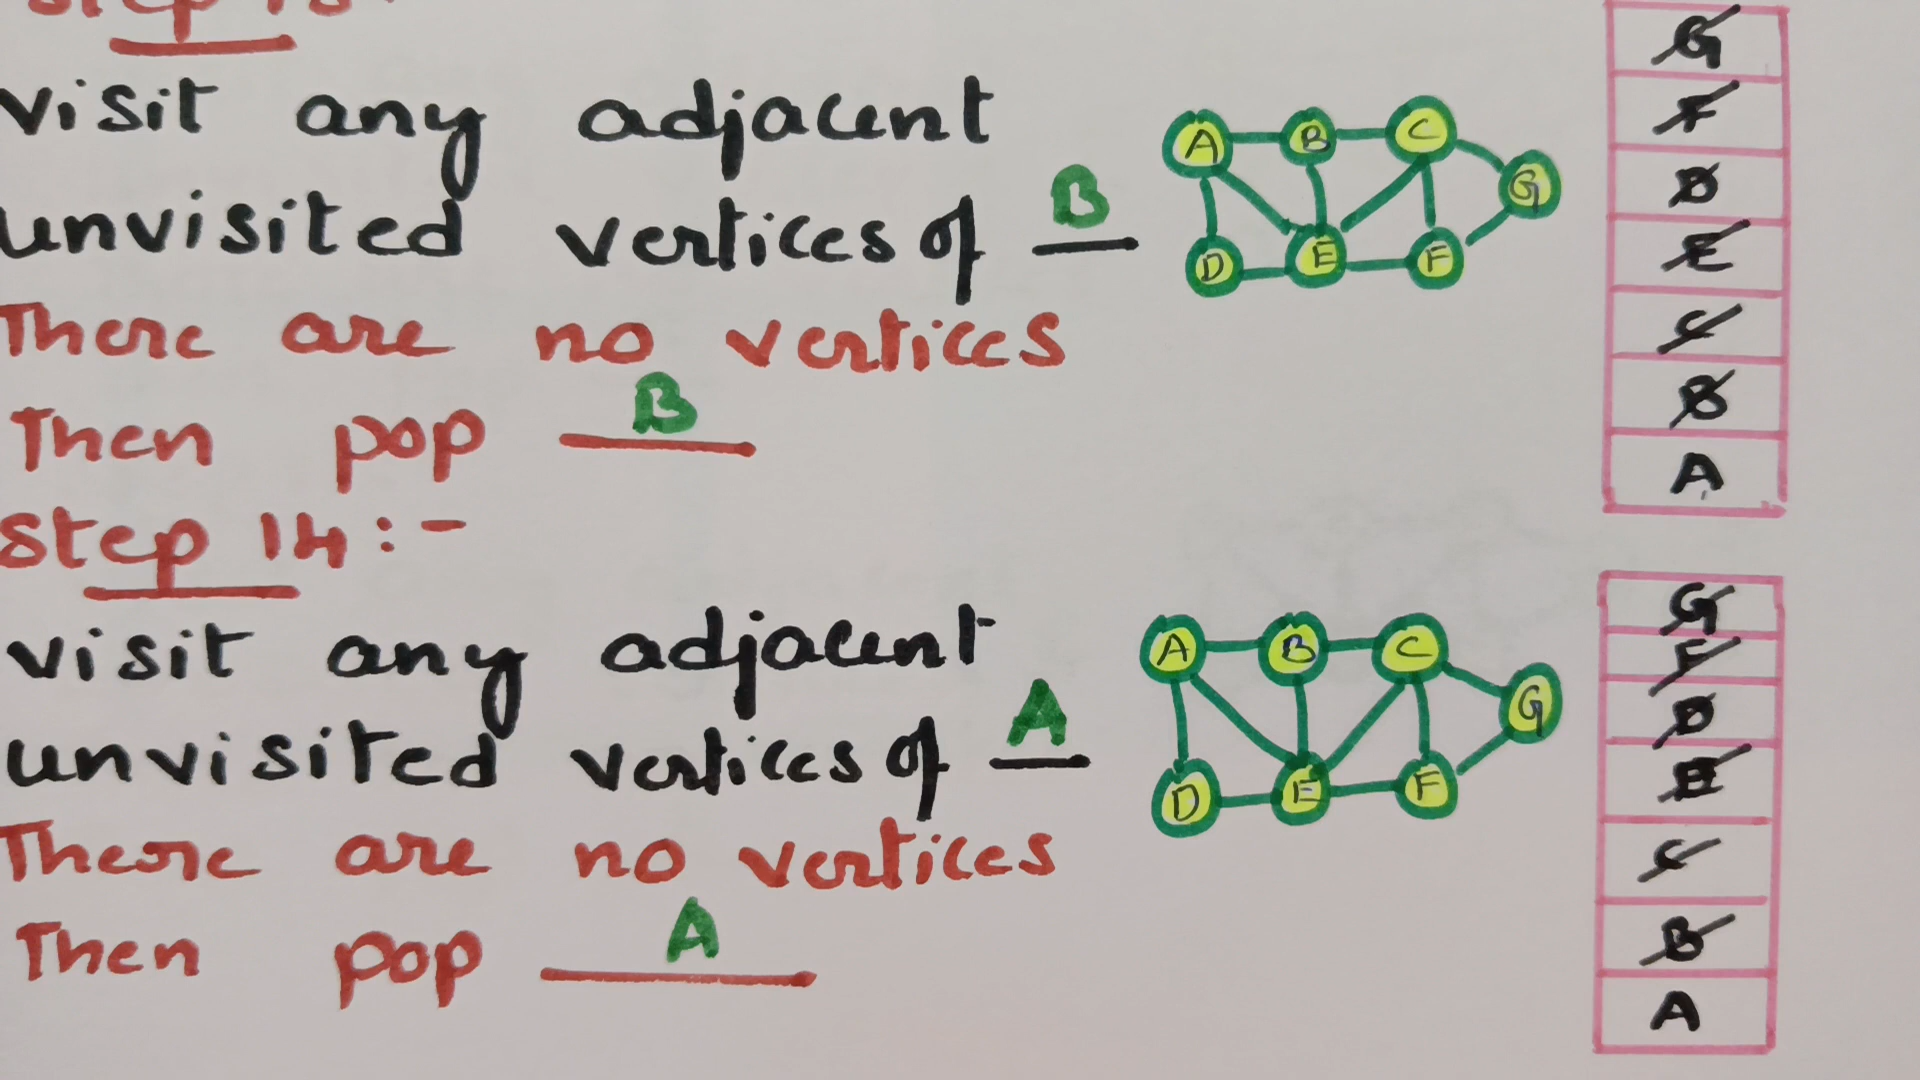 Step 13:-
visit any adjacent
unvisited vertices of B
There are no vertices
Then pop B
A B C G
D E F
G
F
D
E
C
B
A
Step 14:-
visit any adjacent
unvisited vertices of A
There are no vertices
Then pop A
A B C G
D E F
G
F
D
E
C
B
A